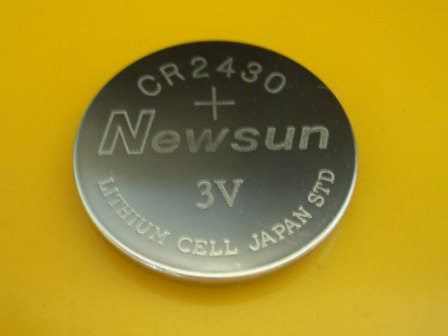 CR2430
+
Newsun
3V
LITHIUM CELL JAPAN STD